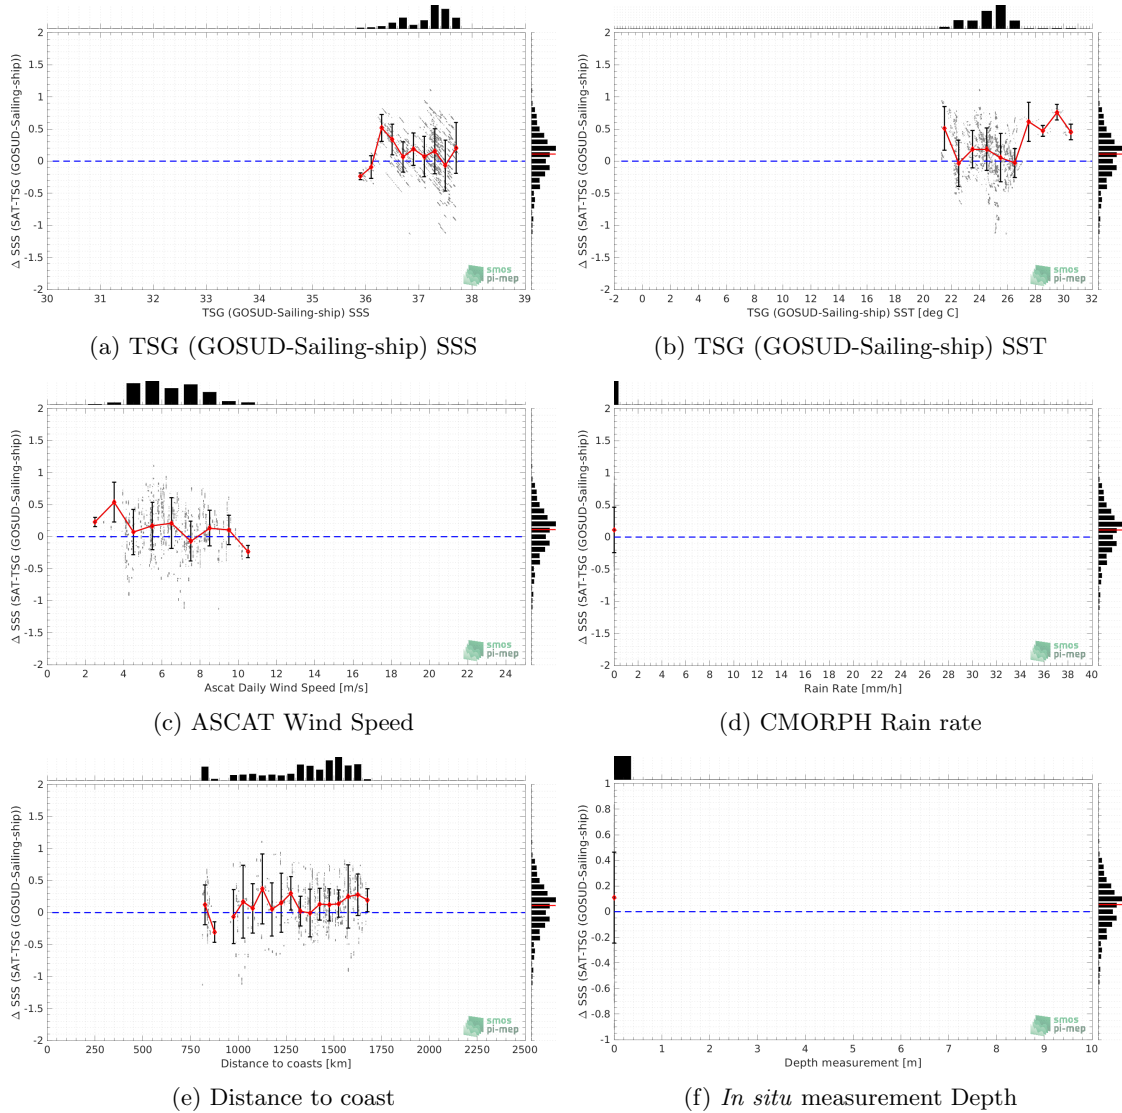 2
1.5
1
0.5
0
-0.5
-1
-1.5
-2
Δ SSS (SAT-TSG (GOSUD-Sailing-ship))
30 31 32 33 34 35 36 37 38 39
TSG (GOSUD-Sailing-ship) SSS
smos
pi-mep
(a) TSG (GOSUD-Sailing-ship) SSS
2
1.5
1
0.5
0
-0.5
-1
-1.5
-2
Δ SSS (SAT-TSG (GOSUD-Sailing-ship))
-2 0 2 4 6 8 10 12 14 16 18 20 22 24 26 28 30 32
TSG (GOSUD-Sailing-ship) SST [deg C]
smos
pi-mep
(b) TSG (GOSUD-Sailing-ship) SST
2
1.5
1
0.5
0
-0.5
-1
-1.5
-2
Δ SSS (SAT-TSG (GOSUD-Sailing-ship))
0 2 4 6 8 10 12 14 16 18 20 22 24
Ascat Daily Wind Speed [m/s]
smos
pi-mep
(c) ASCAT Wind Speed
2
1.5
1
0.5
0
-0.5
-1
-1.5
-2
Δ SSS (SAT-TSG (GOSUD-Sailing-ship))
0 2 4 6 8 10 12 14 16 18 20 22 24 26 28 30 32 34 36 38 40
Rain Rate [mm/h]
smos
pi-mep
(d) CMORPH Rain rate
2
1.5
1
0.5
0
-0.5
-1
-1.5
-2
Δ SSS (SAT-TSG (GOSUD-Sailing-ship))
0 250 500 750 1000 1250 1500 1750 2000 2250 2500
Distance to coasts [km]
smos
pi-mep
(e) Distance to coast
1
0.8
0.6
0.4
0.2
0
-0.2
-0.4
-0.6
-0.8
-1
Δ SSS (SAT-TSG (GOSUD-Sailing-ship))
0 1 2 3 4 5 6 7 8 9 10
Depth measurement [m]
smos
pi-mep
(f) In situ measurement Depth